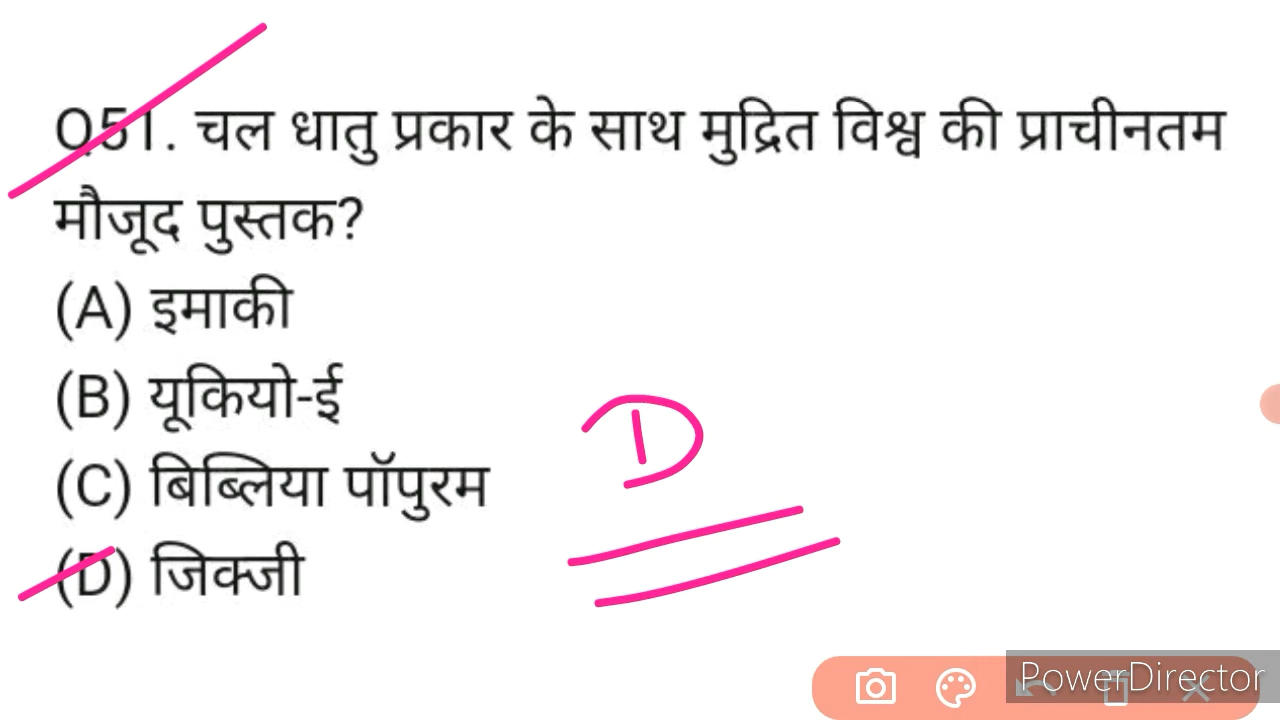 Q51. चल धातु प्रकार के साथ मुद्रित विश्व की प्राचीनतम
मौजूद पुस्तक?
(A) इमाकी
(B) यूकियो-ई
(C) बिब्लिया पॉपुरम
(D) जिक्जी
D
PowerDirector